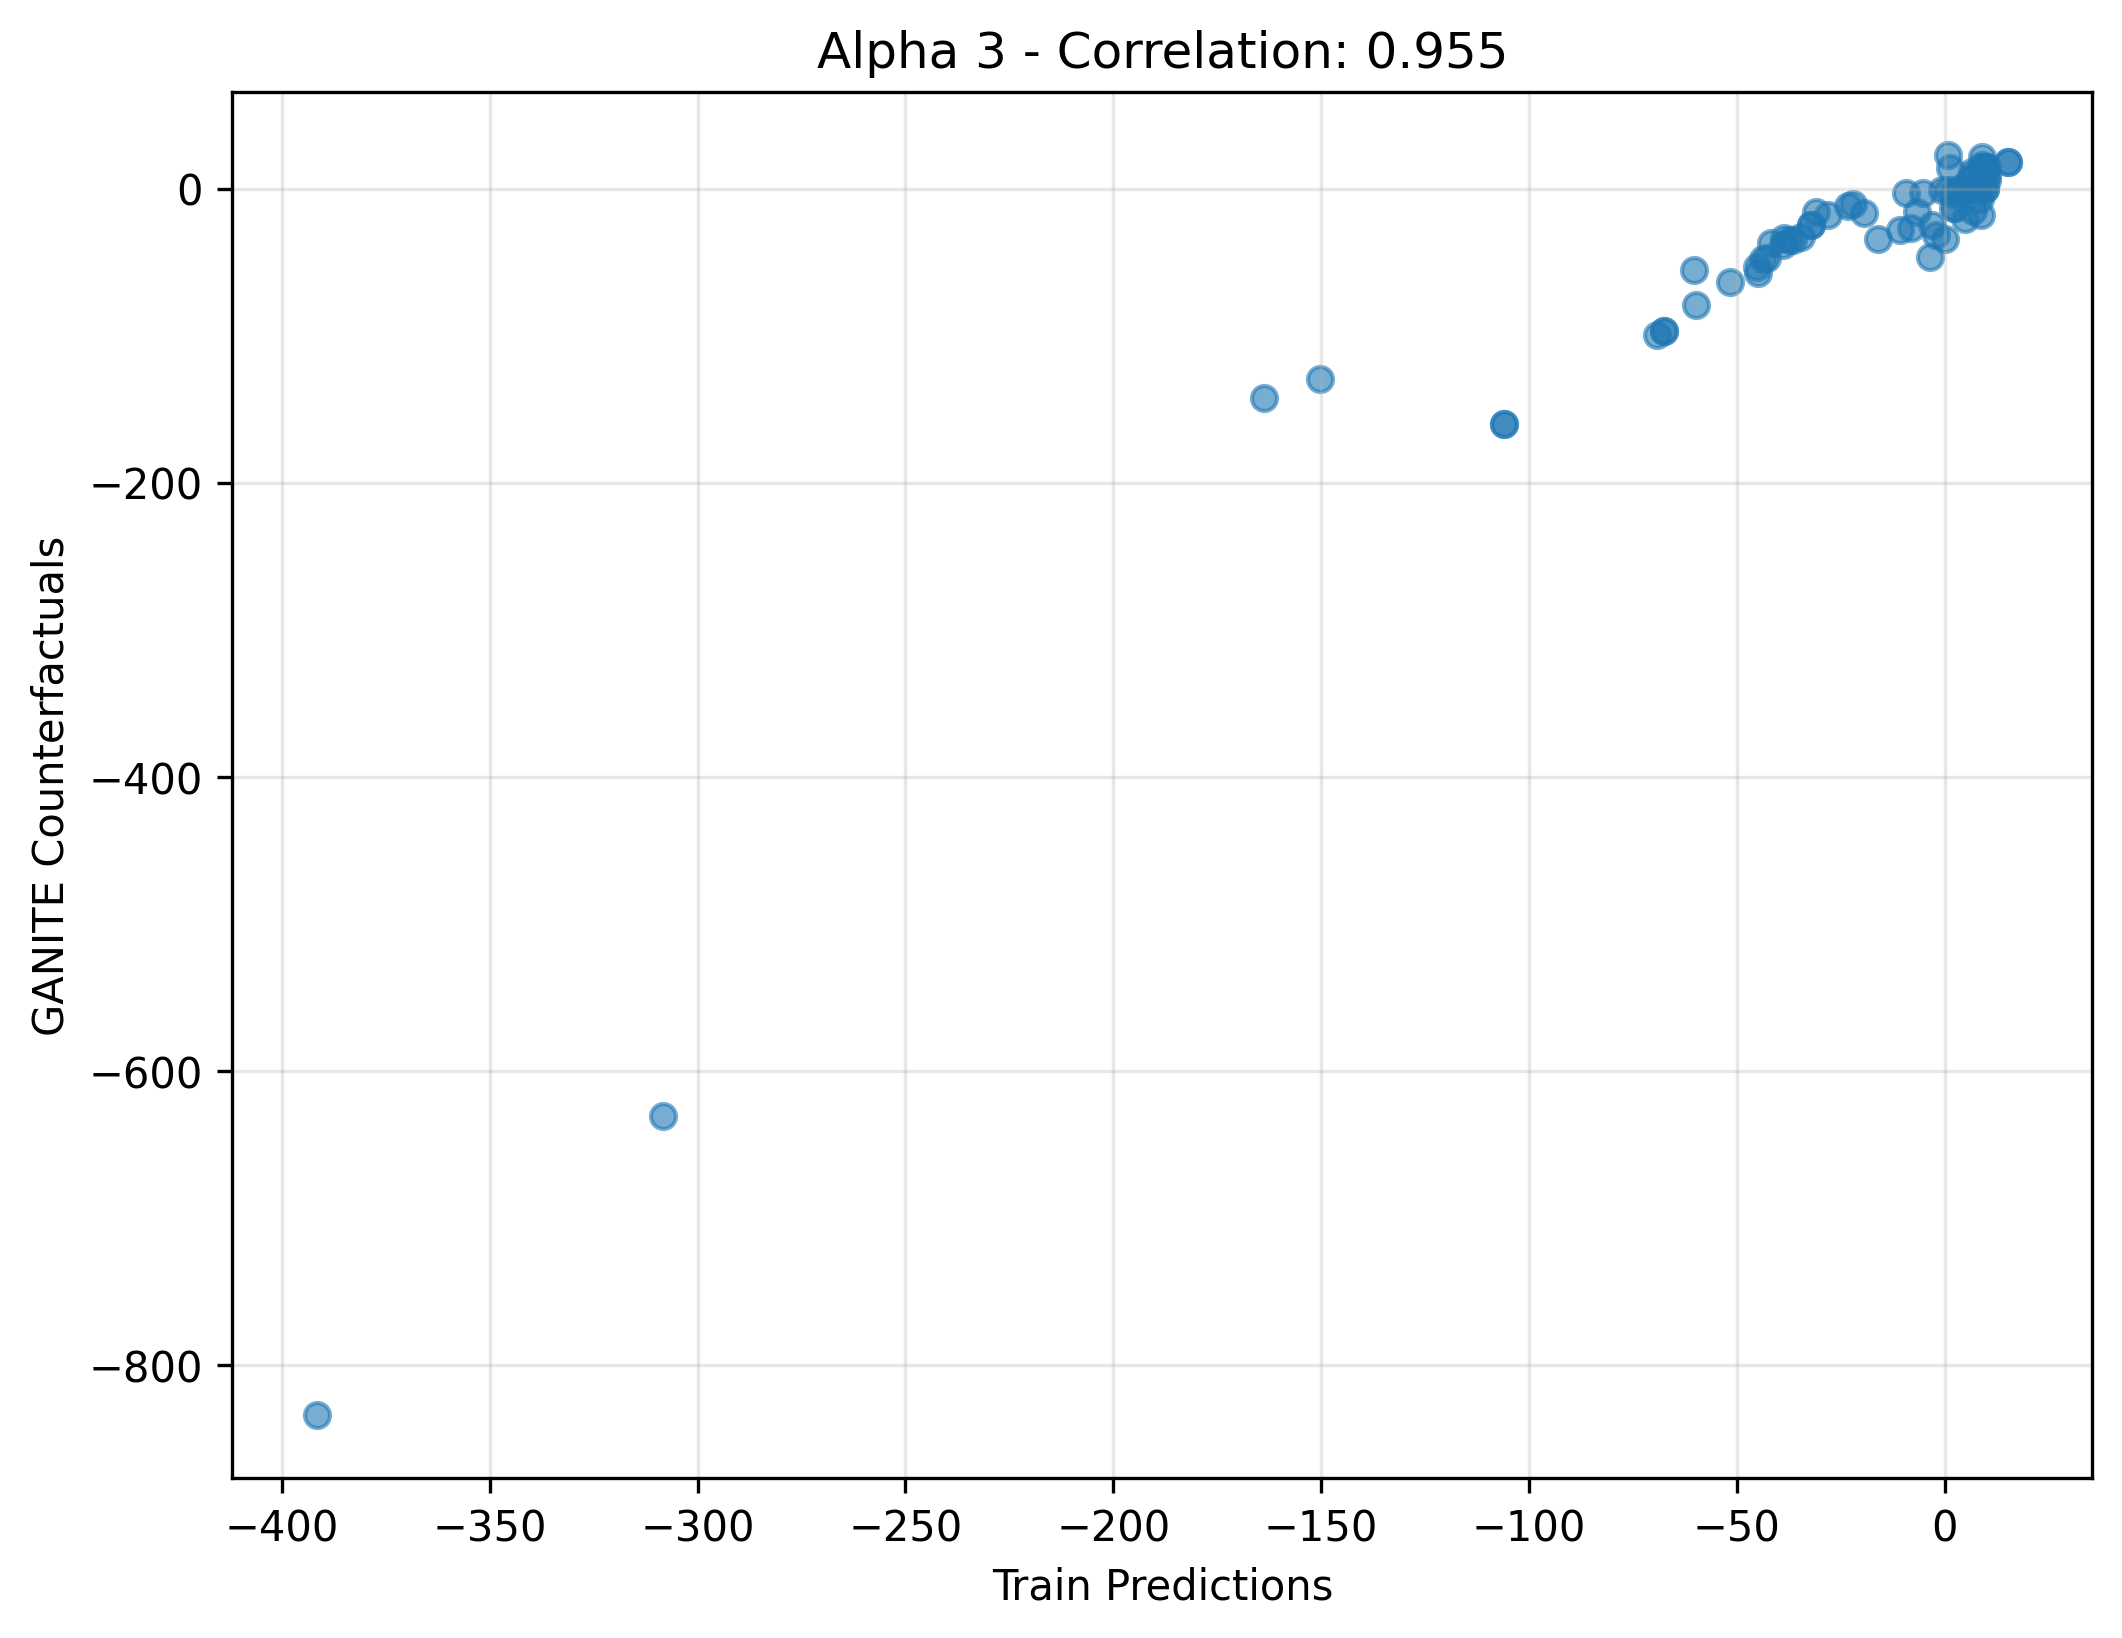 Alpha 3 - Correlation: 0.955
0
−200
−400
−600
−800
GANITE Counterfactuals
−400 −350 −300 −250 −200 −150 −100 −50 0
Train Predictions